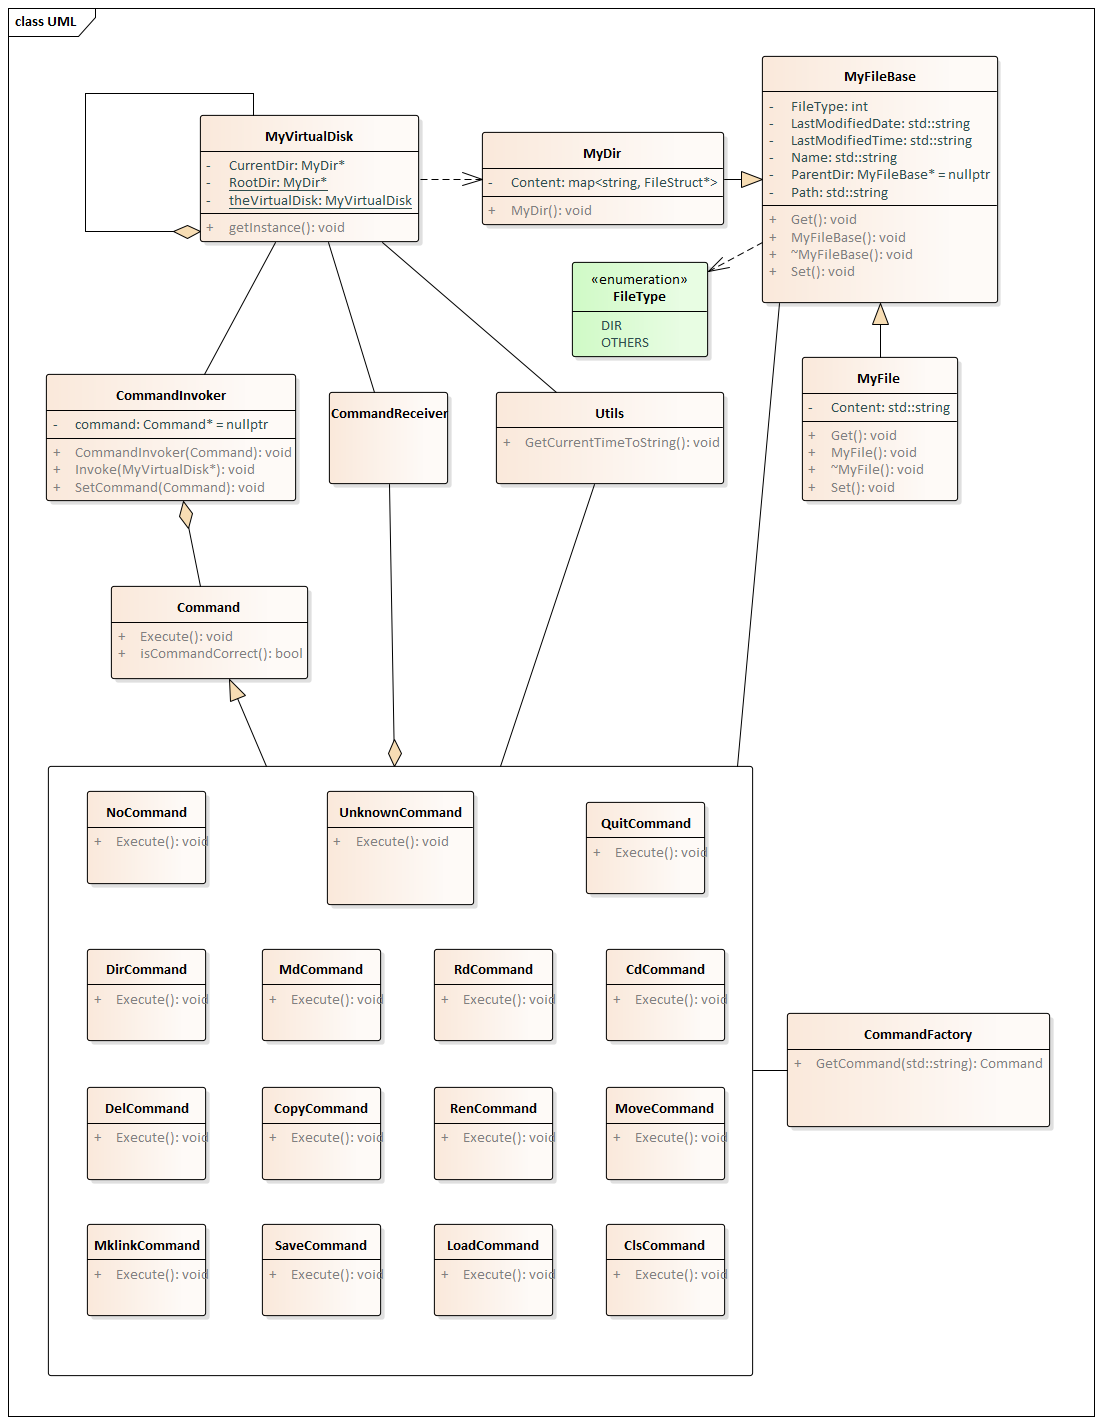 class UML
MyVirtualDisk
- CurrentDir: MyDir*
- RootDir: MyDir*
- theVirtualDisk: MyVirtualDisk
+ getInstance(): void
MyDir
- Content: map<string, FileStruct*>
+ MyDir(): void
MyFileBase
- FileType: int
- LastModifiedDate: std::string
- LastModifiedTime: std::string
- Name: std::string
- ParentDir: MyFileBase* = nullptr
- Path: std::string
+ Get(): void
+ MyFileBase(): void
+ ~MyFileBase(): void
+ Set(): void
«enumeration»
FileType
DIR
OTHERS
CommandInvoker
- command: Command* = nullptr
+ CommandInvoker(Command): void
+ Invoke(MyVirtualDisk*): void
+ SetCommand(Command): void
CommandReceiver
Utils
+ GetCurrentTimeToString(): void
MyFile
- Content: std::string
+ Get(): void
+ MyFile(): void
+ ~MyFile(): void
+ Set(): void
Command
+ Execute(): void
+ isCommandCorrect(): bool
NoCommand
+ Execute(): void
UnknownCommand
+ Execute(): void
QuitCommand
+ Execute(): void
DirCommand
+ Execute(): void
MdCommand
+ Execute(): void
RdCommand
+ Execute(): void
CdCommand
+ Execute(): void
CommandFactory
+ GetCommand(std::string): Command
DelCommand
+ Execute(): void
CopyCommand
+ Execute(): void
RenCommand
+ Execute(): void
MoveCommand
+ Execute(): void
MklinkCommand
+ Execute(): void
SaveCommand
+ Execute(): void
LoadCommand
+ Execute(): void
ClsCommand
+ Execute(): void